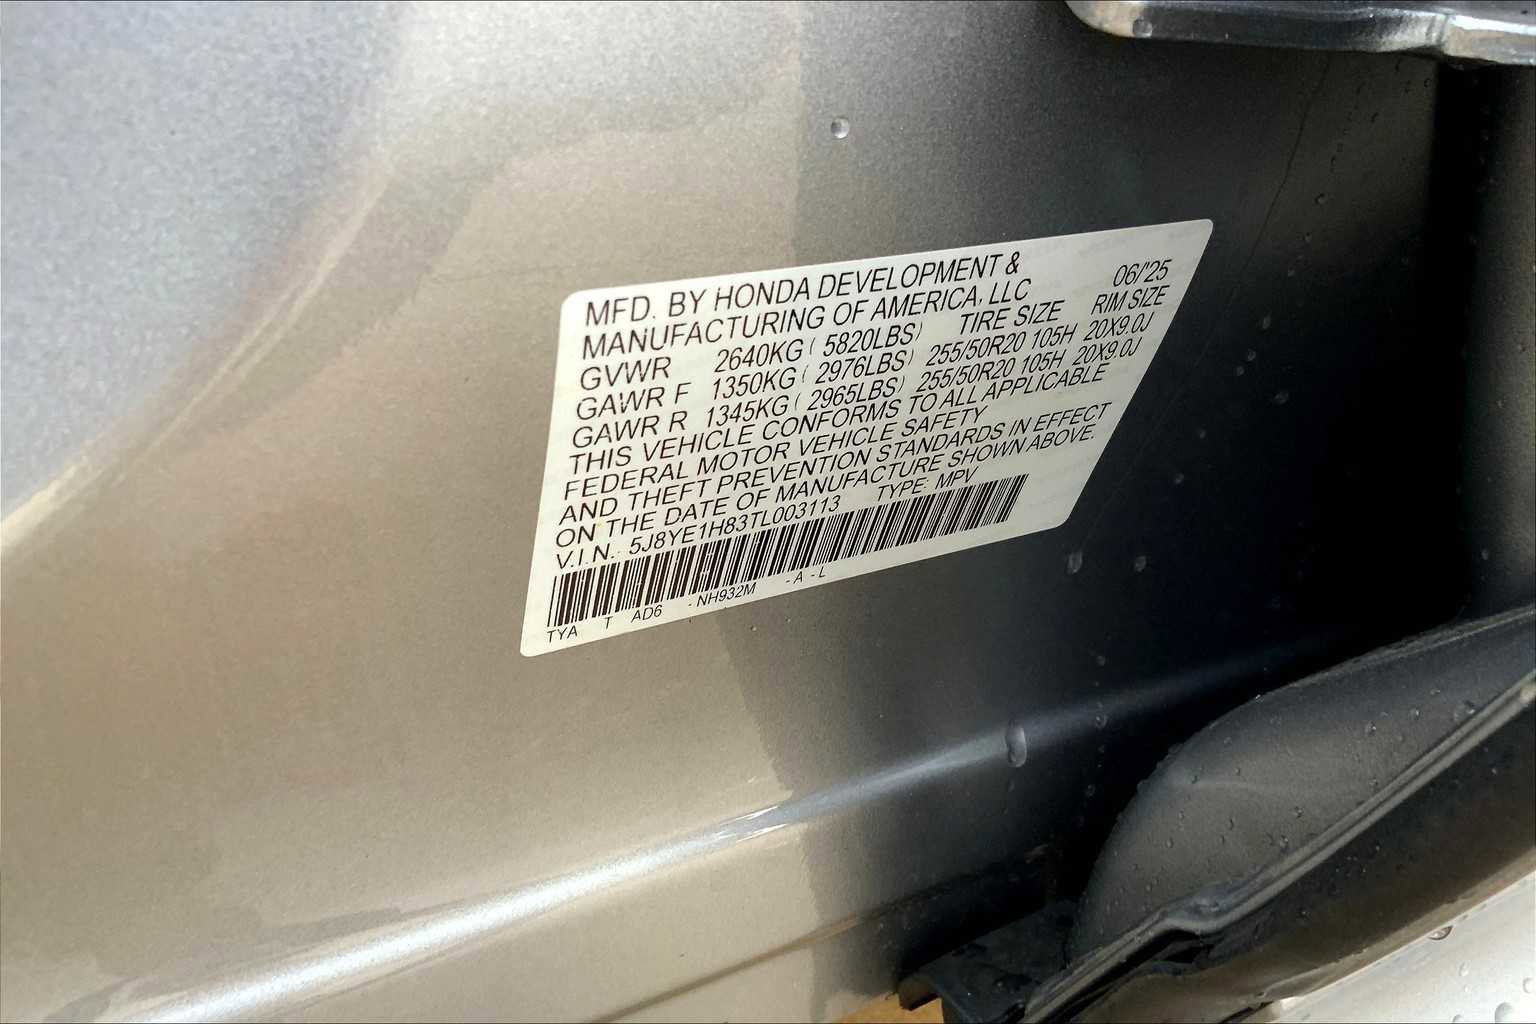 MFD. BY HONDA DEVELOPMENT &
MANUFACTURING OF AMERICA, LLC 06/'25
GVWR 2640KG ( 5820LBS) TIRE SIZE RIM SIZE
GAWR F 1350KG ( 2976LBS) 255/50R20 105H 20X9.0J
GAWR R 1345KG ( 2965LBS) 255/50R20 105H 20X9.0J
THIS VEHICLE CONFORMS TO ALL APPLICABLE
FEDERAL MOTOR VEHICLE SAFETY
AND THEFT PREVENTION STANDARDS IN EFFECT
ON THE DATE OF MANUFACTURE SHOWN ABOVE.
V.I.N.: 5J8YE1H83TL003113 TYPE: MPV
TYA T AD6 - NH932M - A - L